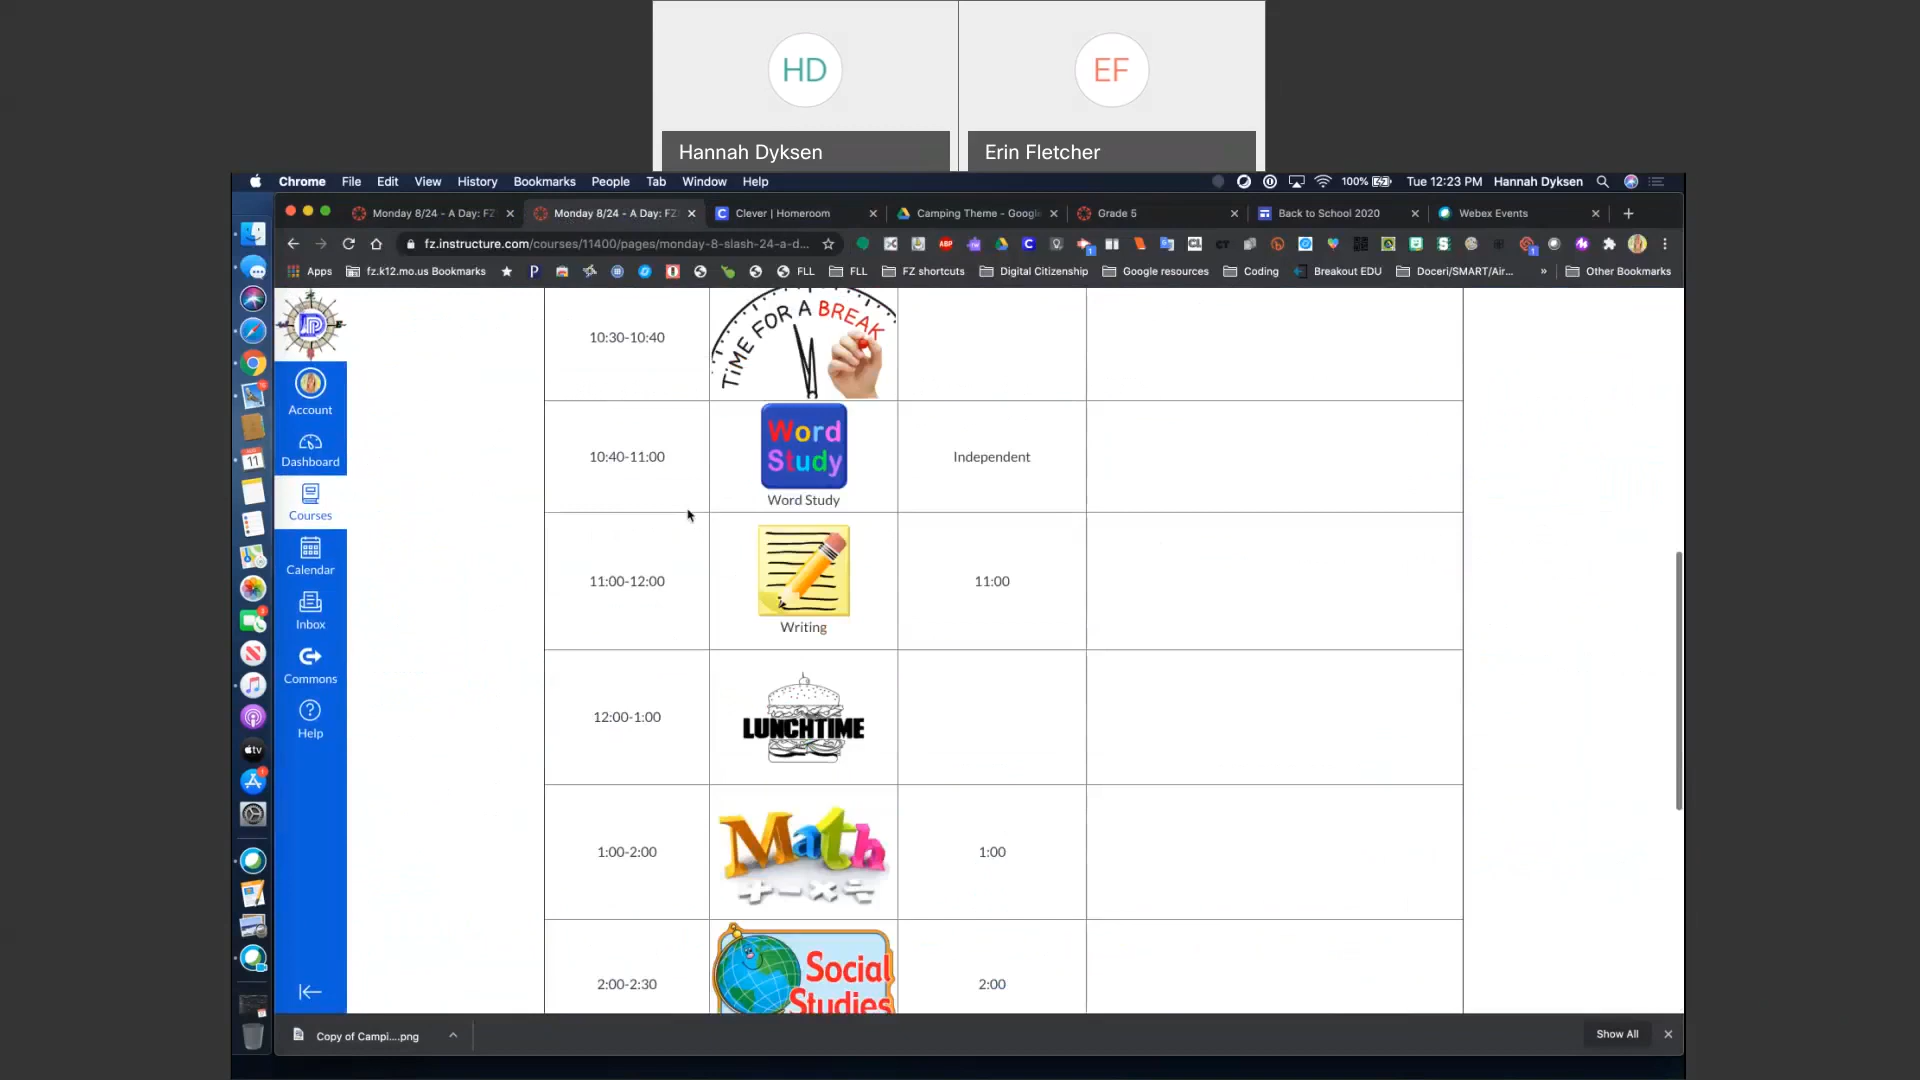 HD
EF
Hannah Dyksen
Erin Fletcher
Chrome File Edit View History Bookmarks People Tab Window Help
100% Tue 12:23 PM Hannah Dyksen
Monday 8/24 - A Day: FZ
Monday 8/24 - A Day: FZ
Clever | Homeroom
Camping Theme - Googl
Grade 5
Back to School 2020
Webex Events
fz.instructure.com/courses/11400/pages/monday-8-slash-24-a-d...
ABP
Apps
fz.k12.mo.us Bookmarks
FLL
FLL
FZ shortcuts
Digital Citizenship
Google resources
Coding
Breakout EDU
Doceri/SMART/Air...
»
Other Bookmarks
Account
Dashboard
Courses
Calendar
Inbox
Commons
Help
10:30-10:40
TIME FOR A BREAK
10:40-11:00
Word
Study
Word Study
Independent
11:00-12:00
Writing
11:00
12:00-1:00
LUNCHTIME
1:00-2:00
Math
+ − × ÷
1:00
2:00-2:30
Social
Studies
2:00
11
tv
Copy of Campi....png
Show All